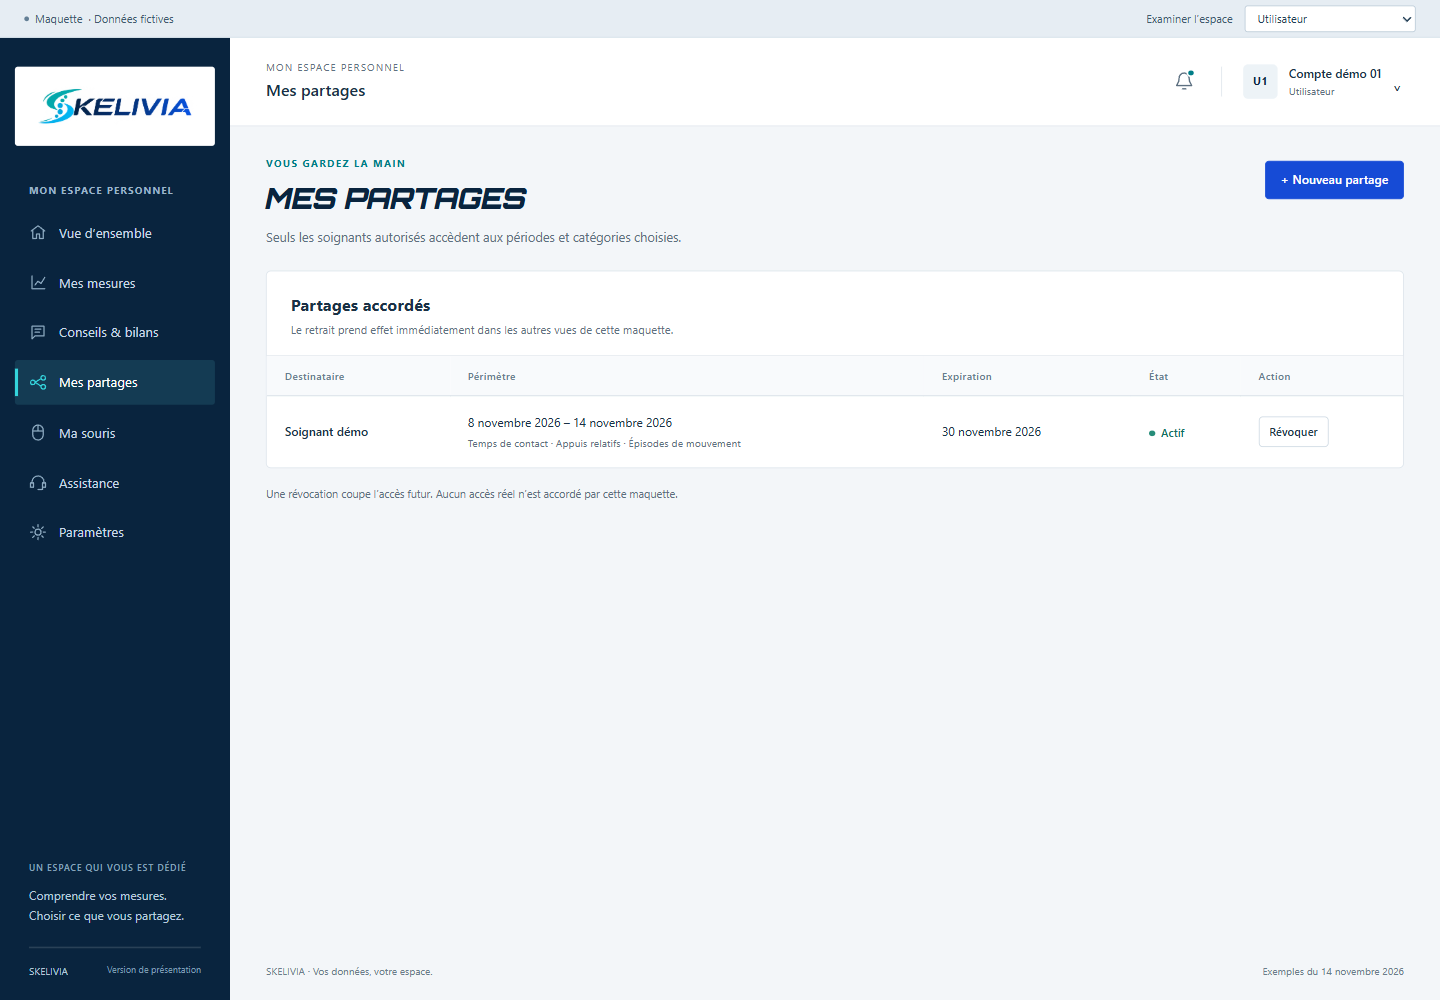 Maquette · Données fictives
Examiner l’espace
Utilisateur
SKELIVIA
MON ESPACE PERSONNEL
Vue d’ensemble
Mes mesures
Conseils & bilans
Mes partages
Ma souris
Assistance
Paramètres
UN ESPACE QUI VOUS EST DÉDIÉ
Comprendre vos mesures.
Choisir ce que vous partagez.
SKELIVIA
Version de présentation
MON ESPACE PERSONNEL
Mes partages
U1
Compte démo 01
Utilisateur
VOUS GARDEZ LA MAIN
MES PARTAGES
Seuls les soignants autorisés accèdent aux périodes et catégories choisies.
+ Nouveau partage
Partages accordés
Le retrait prend effet immédiatement dans les autres vues de cette maquette.
Destinataire Périmètre Expiration État Action
Soignant démo
8 novembre 2026 – 14 novembre 2026
Temps de contact · Appuis relatifs · Épisodes de mouvement
30 novembre 2026
Actif
Révoquer
Une révocation coupe l’accès futur. Aucun accès réel n’est accordé par cette maquette.
SKELIVIA · Vos données, votre espace.
Exemples du 14 novembre 2026